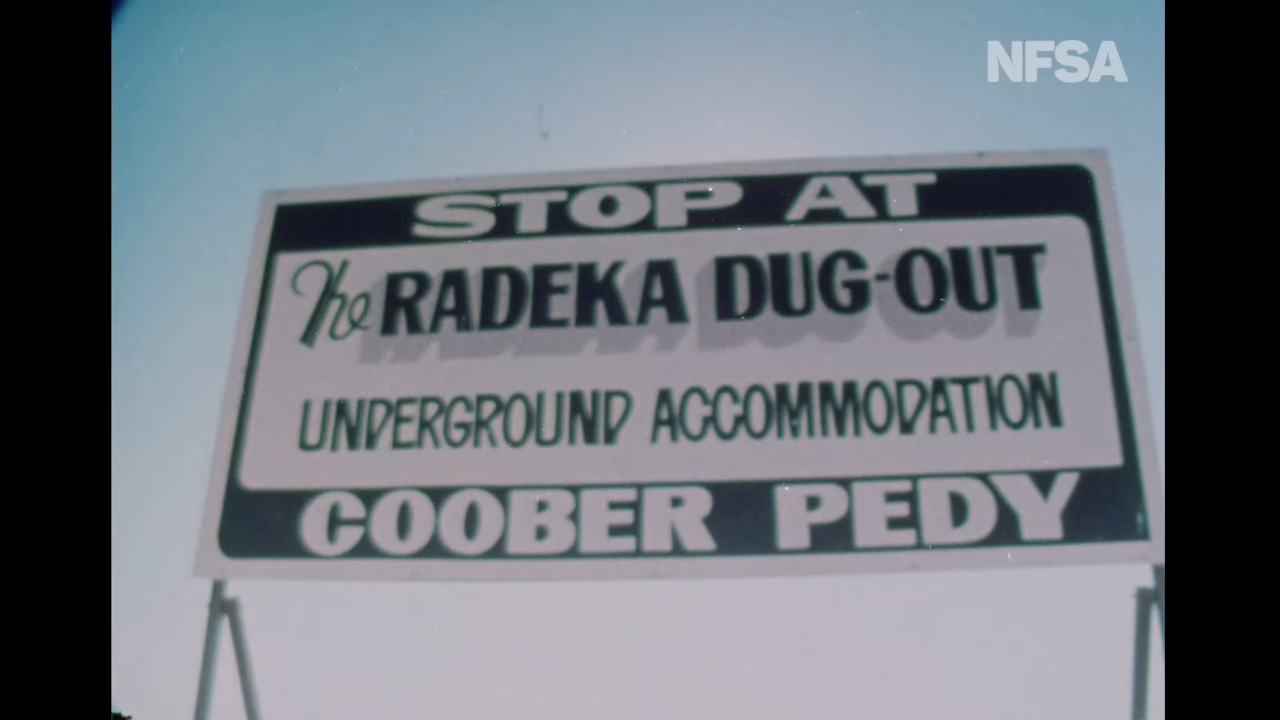 NFSA
STOP AT
The RADEKA DUG-OUT
UNDERGROUND ACCOMMODATION
COOBER PEDY